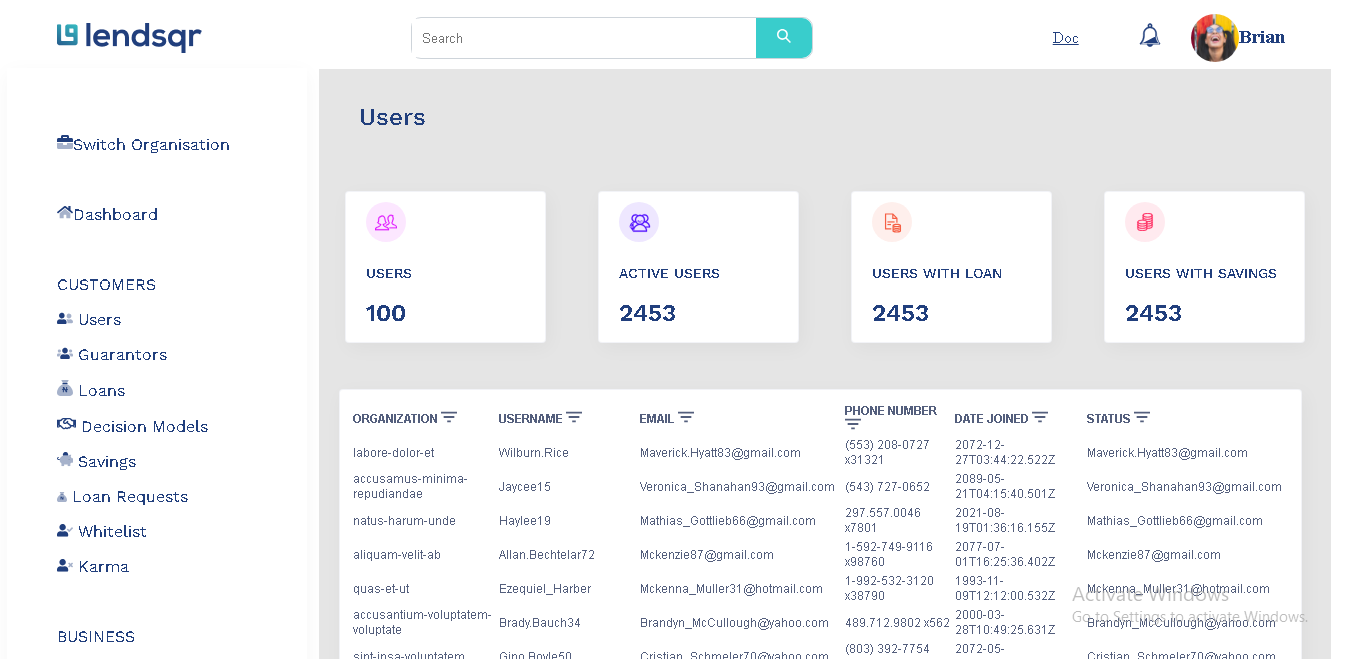 lendsqr
Search
Doc
Brian
Switch Organisation
Dashboard
CUSTOMERS
Users
Guarantors
Loans
Decision Models
Savings
Loan Requests
Whitelist
Karma
BUSINESS
Users
USERS
100
ACTIVE USERS
2453
USERS WITH LOAN
2453
USERS WITH SAVINGS
2453
ORGANIZATION USERNAME EMAIL PHONE NUMBER DATE JOINED STATUS
labore-dolor-et Wilburn.Rice Maverick.Hyatt83@gmail.com (553) 208-0727 2072-12- Maverick.Hyatt83@gmail.com
x31321 27T03:44:22.522Z
accusamus-minima- Jaycee15 Veronica_Shanahan93@gmail.com (543) 727-0652 2089-05- Veronica_Shanahan93@gmail.com
repudiandae 21T04:15:40.501Z
natus-harum-unde Haylee19 Mathias_Gottlieb66@gmail.com 297.557.0046 2021-08- Mathias_Gottlieb66@gmail.com
x7801 19T01:36:16.155Z
aliquam-velit-ab Allan.Bechtelar72 Mckenzie87@gmail.com 1-592-749-9116 2077-07- Mckenzie87@gmail.com
x98760 01T16:25:36.402Z
quas-et-ut Ezequiel_Harber Mckenna_Muller31@hotmail.com 1-992-532-3120 1993-11- Mckenna_Muller31@hotmail.com
x38790 09T12:12:00.532Z
accusantium-voluptatem- Brady.Bauch34 Brandyn_McCullough@yahoo.com 489.712.9802 x562 2000-03- Brandyn_McCullough@yahoo.com
voluptate 28T10:49:25.631Z
sint-ipsa-voluptatem Gino.Boyle50 Cristian_Schmeler70@yahoo.com (803) 392-7754 2072-05- Cristian_Schmeler70@yahoo.com
Activate Windows
Go to Settings to activate Windows.